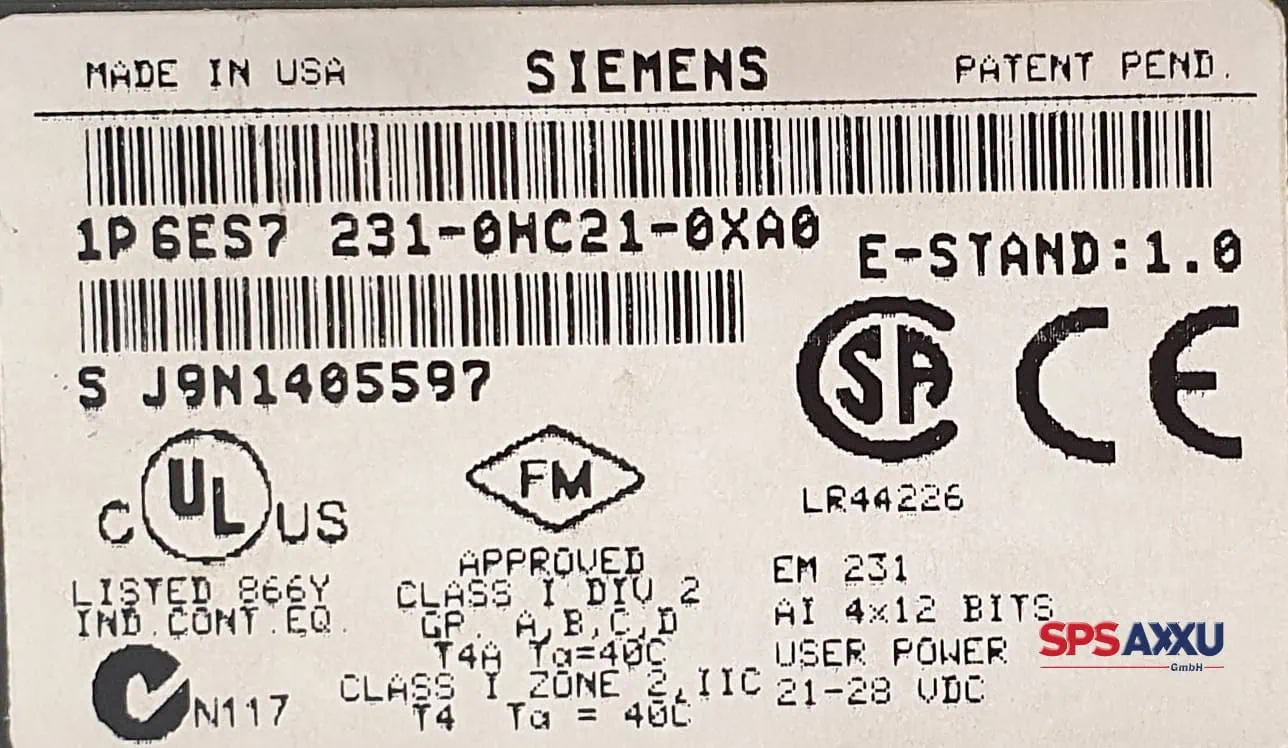 MADE IN USA SIEMENS PATENT PEND.
1P 6ES7 231-0HC21-0XA0
E-STAND:1.0
S J9N1405597
CSA CE
LR44226
C UL US
LISTED 866Y
IND.CONT.EQ.
N117
FM
APPROVED
CLASS I DIV 2
GP. A,B,C,D
T4A Ta=40C
CLASS I ZONE 2,IIC
T4 Ta = 40C
EM 231
AI 4x12 BITS
USER POWER
21-28 VDC
SPSAXXU
GmbH